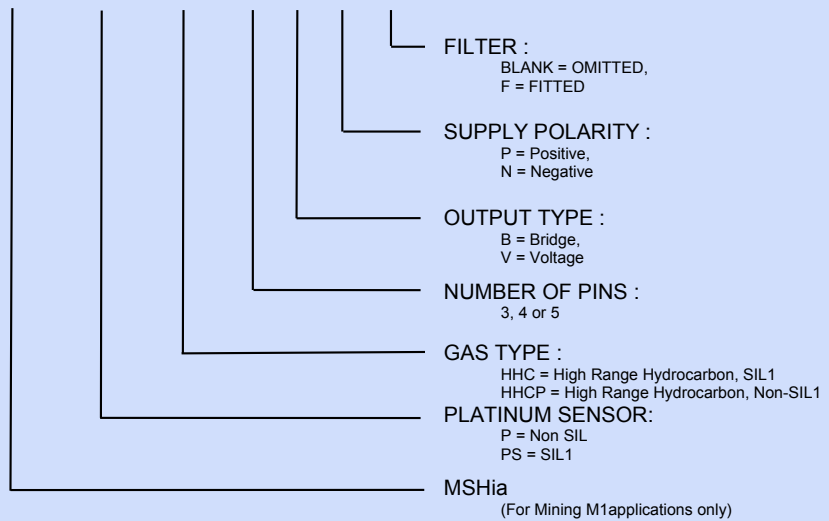 FILTER :
BLANK = OMITTED,
F = FITTED
SUPPLY POLARITY :
P = Positive,
N = Negative
OUTPUT TYPE :
B = Bridge,
V = Voltage
NUMBER OF PINS :
3, 4 or 5
GAS TYPE :
HHC = High Range Hydrocarbon, SIL1
HHCP = High Range Hydrocarbon, Non-SIL1
PLATINUM SENSOR:
P = Non SIL
PS = SIL1
MSHia
(For Mining M1applications only)